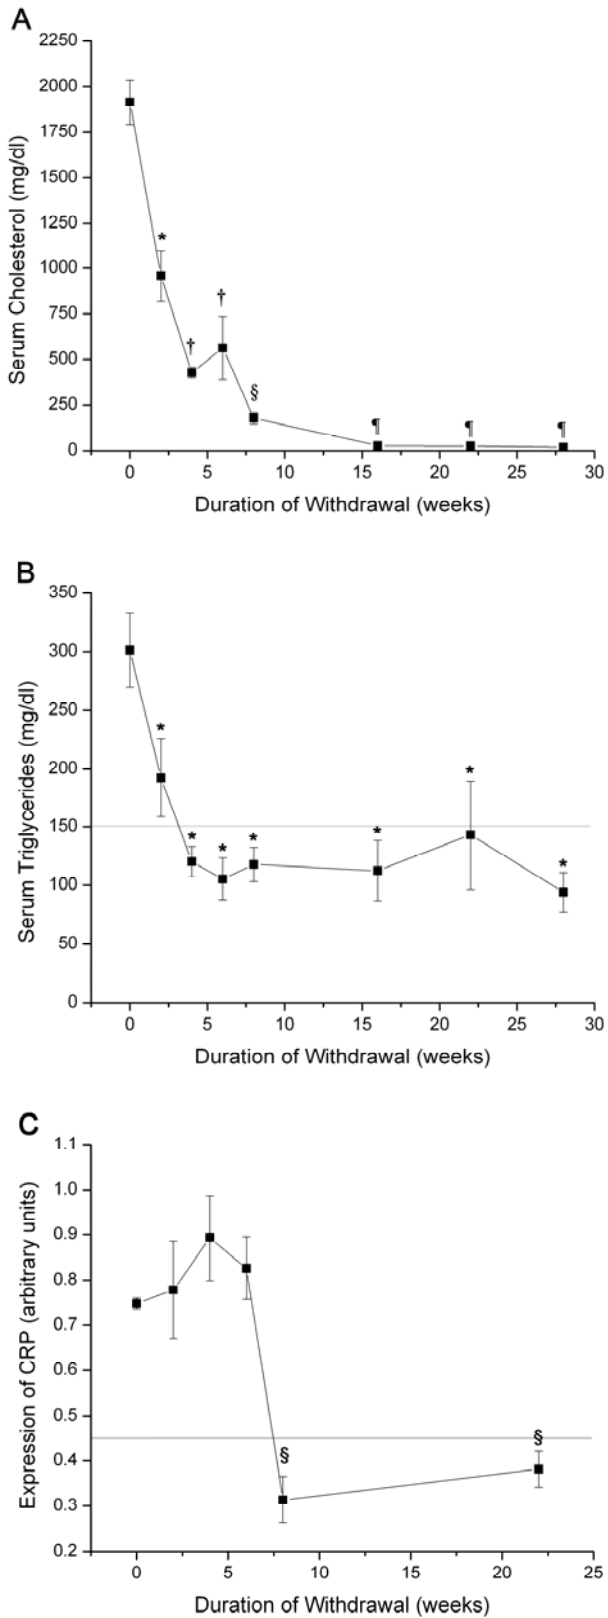 A
2250
2000
1750
1500
1250
1000
750
500
250
0
Serum Cholesterol (mg/dl)
*
†
†
§
¶ ¶ ¶
0 5 10 15 20 25 30
Duration of Withdrawal (weeks)
B
350
300
250
200
150
100
50
0
Serum Triglycerides (mg/dl)
*
* * * * * *
0 5 10 15 20 25 30
Duration of Withdrawal (weeks)
C
1.1
1.0
0.9
0.8
0.7
0.6
0.5
0.4
0.3
0.2
Expression of CRP (arbitrary units)
§ §
0 5 10 15 20 25
Duration of Withdrawal (weeks)